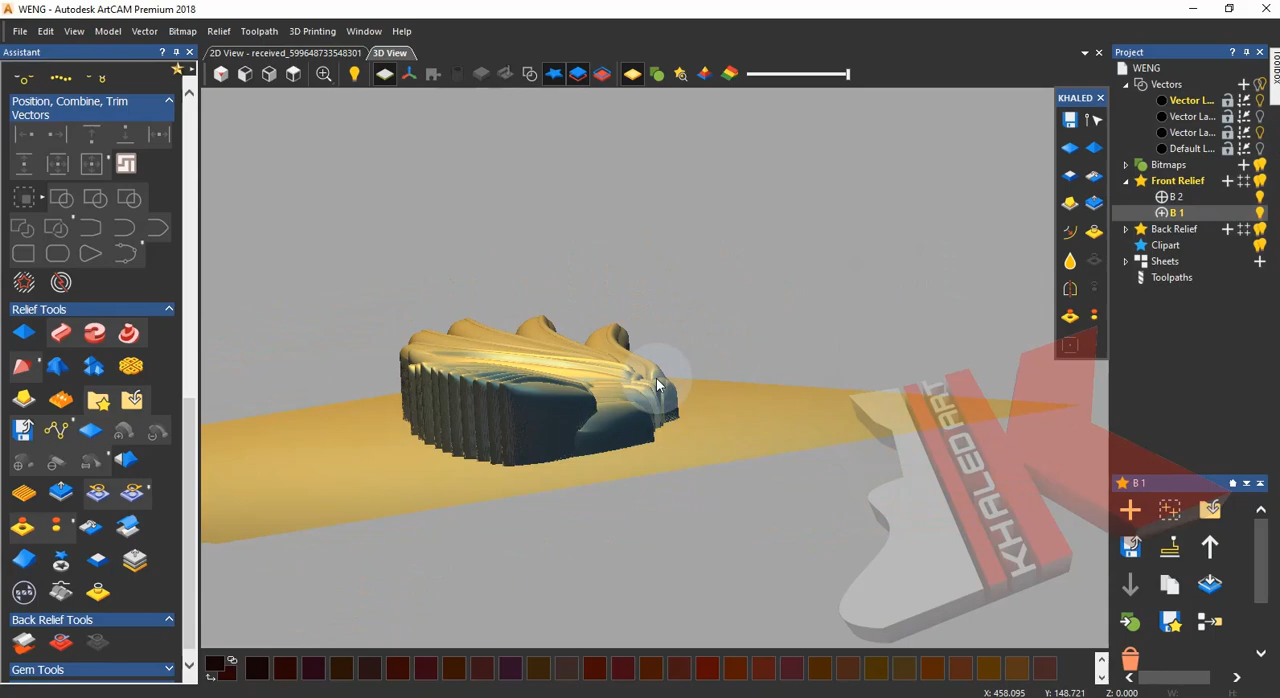 WENG - Autodesk ArtCAM Premium 2018
File Edit View Model Vector Bitmap Relief Toolpath 3D Printing Window Help
Assistant
2D View - received_599648733548301
3D View
Project
Toolbox
WENG
Vectors
Vector L...
Vector La...
Vector La...
Default L...
Bitmaps
Front Relief
B 2
B 1
Back Relief
Clipart
Sheets
Toolpaths
KHALED
Position, Combine, Trim
Vectors
Relief Tools
Back Relief Tools
Gem Tools
KHALED ART
B 1
X: 458.095 Y: 148.721 Z: 0.000 W: H: